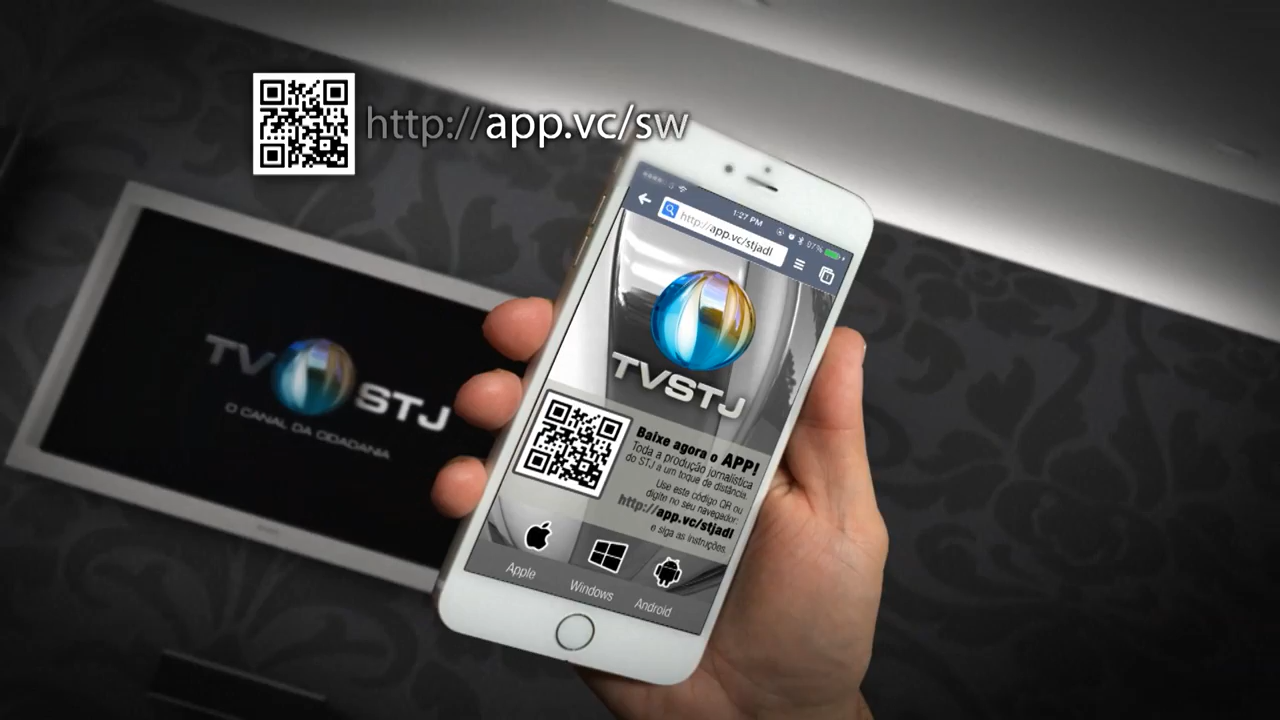 http://app.vc/sw
1:27 PM
97%
http://app.vc/stjadl
TVSTJ
TV STJ
O CANAL DA CIDADANIA
Baixe agora o APP!
Toda a produção jornalística
do STJ a um toque de distância.
Use este código QR ou
digite no seu navegador:
http://app.vc/stjadl
e siga as instruções.
Apple
Windows
Android